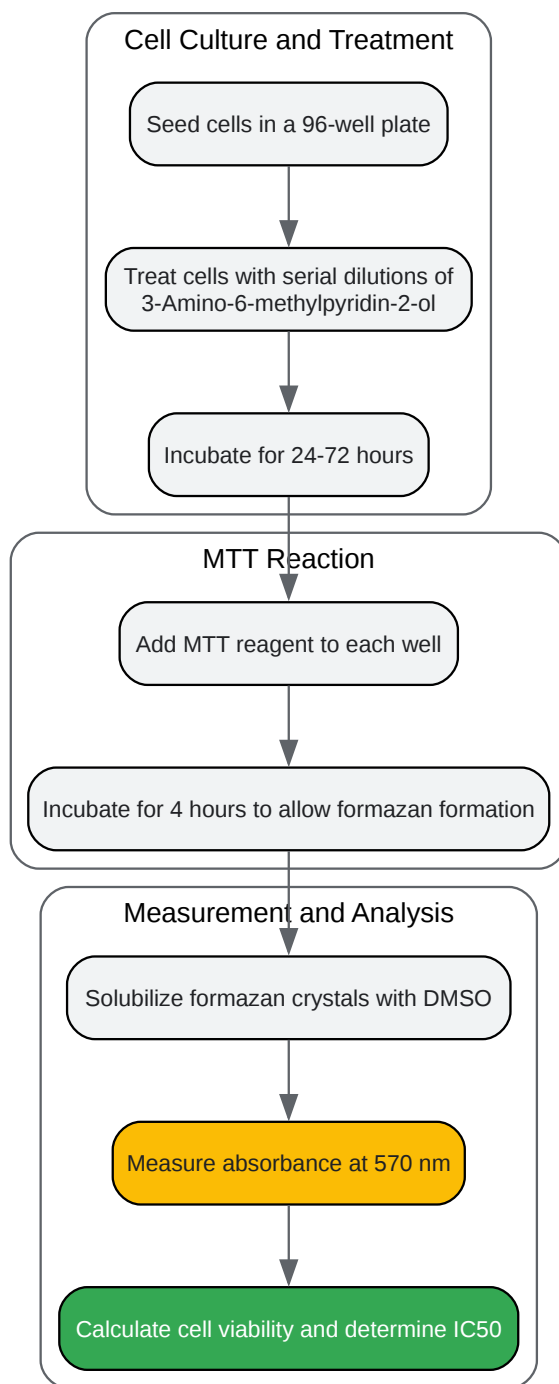 Cell Culture and Treatment
Seed cells in a 96-well plate
Treat cells with serial dilutions of
3-Amino-6-methylpyridin-2-ol
Incubate for 24-72 hours
MTT Reaction
Add MTT reagent to each well
Incubate for 4 hours to allow formazan formation
Measurement and Analysis
Solubilize formazan crystals with DMSO
Measure absorbance at 570 nm
Calculate cell viability and determine IC50